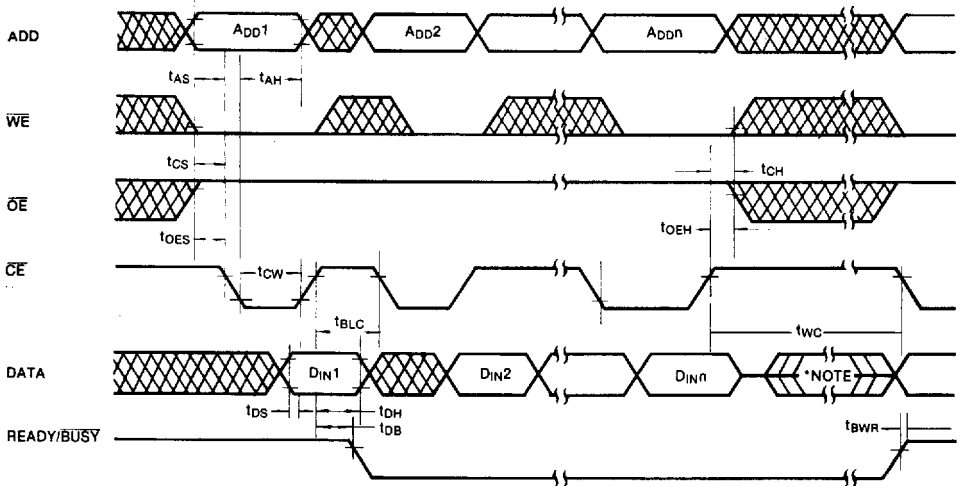 ADD
ADD1
ADD2
ADDn
tAS
tAH
WE
tCS
tCH
OE
tOES
tOEH
CE
tCW
tBLC
tWC
DATA
DIN1
DIN2
DINn
*NOTE
tDS
tDH
tDB
READY/BUSY
tBWR